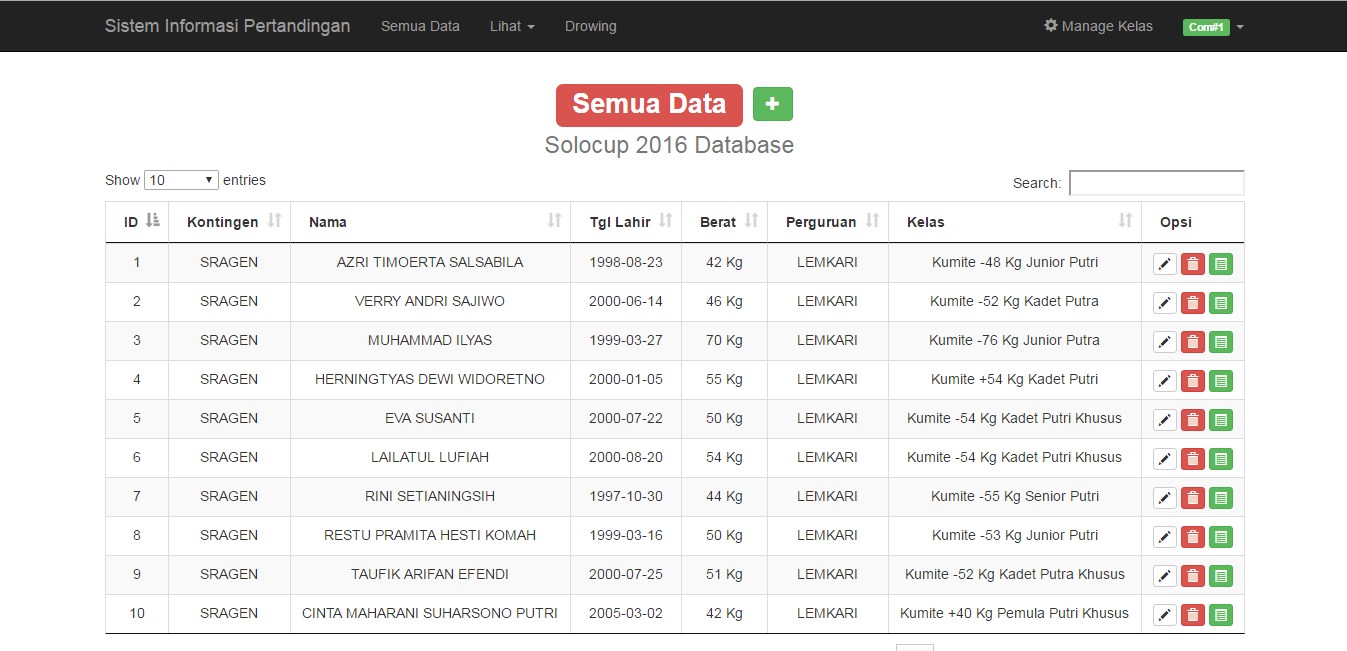 Sistem Informasi Pertandingan Semua Data Lihat Drowing Manage Kelas Com#1
Semua Data
Solocup 2016 Database
Show 10 entries Search:
ID Kontingen Nama Tgl Lahir Berat Perguruan Kelas Opsi
1 SRAGEN AZRI TIMOERTA SALSABILA 1998-08-23 42 Kg LEMKARI Kumite -48 Kg Junior Putri
2 SRAGEN VERRY ANDRI SAJIWO 2000-06-14 46 Kg LEMKARI Kumite -52 Kg Kadet Putra
3 SRAGEN MUHAMMAD ILYAS 1999-03-27 70 Kg LEMKARI Kumite -76 Kg Junior Putra
4 SRAGEN HERNINGTYAS DEWI WIDORETNO 2000-01-05 55 Kg LEMKARI Kumite +54 Kg Kadet Putri
5 SRAGEN EVA SUSANTI 2000-07-22 50 Kg LEMKARI Kumite -54 Kg Kadet Putri Khusus
6 SRAGEN LAILATUL LUFIAH 2000-08-20 54 Kg LEMKARI Kumite -54 Kg Kadet Putri Khusus
7 SRAGEN RINI SETIANINGSIH 1997-10-30 44 Kg LEMKARI Kumite -55 Kg Senior Putri
8 SRAGEN RESTU PRAMITA HESTI KOMAH 1999-03-16 50 Kg LEMKARI Kumite -53 Kg Junior Putri
9 SRAGEN TAUFIK ARIFAN EFENDI 2000-07-25 51 Kg LEMKARI Kumite -52 Kg Kadet Putra Khusus
10 SRAGEN CINTA MAHARANI SUHARSONO PUTRI 2005-03-02 42 Kg LEMKARI Kumite +40 Kg Pemula Putri Khusus